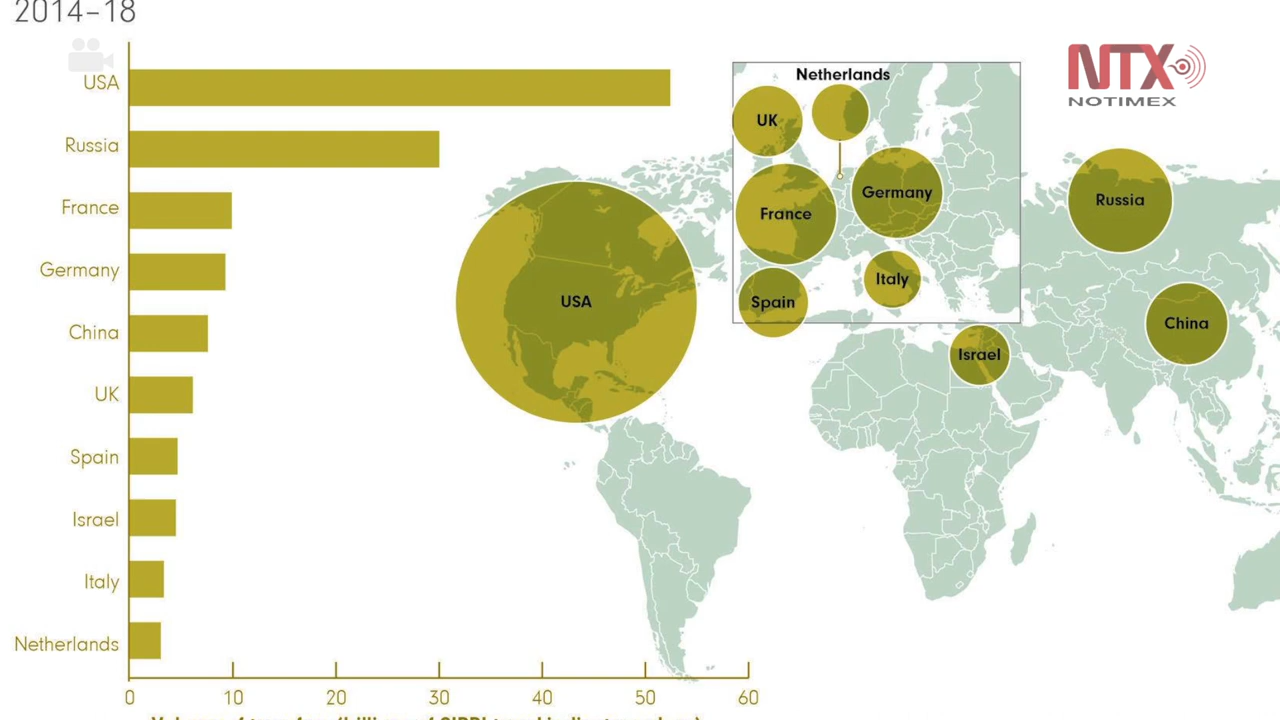 2014–18
USA
Russia
France
Germany
China
UK
Spain
Israel
Italy
Netherlands
0 10 20 30 40 50 60
USA
Netherlands
UK
France
Germany
Spain
Italy
Russia
China
Israel
NTX
NOTIMEX